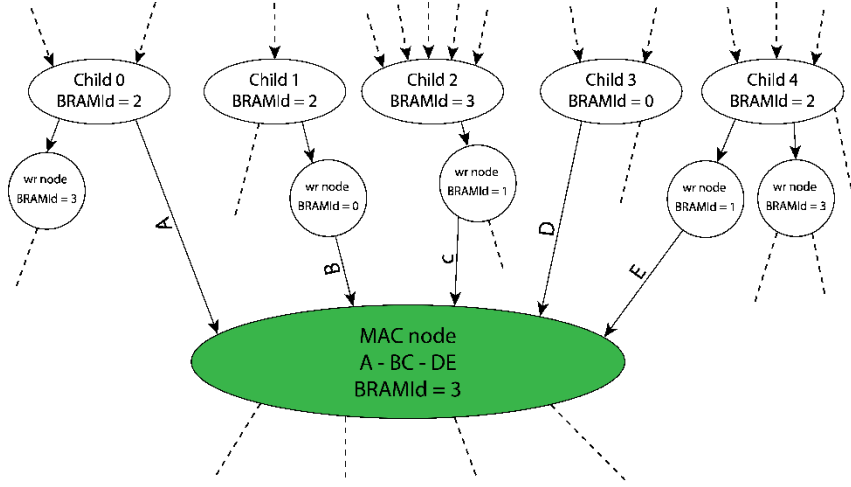 Child 0
BRAMId = 2
Child 1
BRAMId = 2
Child 2
BRAMId = 3
Child 3
BRAMId = 0
Child 4
BRAMId = 2
wr node
BRAMId = 3
wr node
BRAMId = 0
wr node
BRAMId = 1
wr node
BRAMId = 1
wr node
BRAMId = 3
A
B
C
D
E
MAC node
A - BC - DE
BRAMId = 3